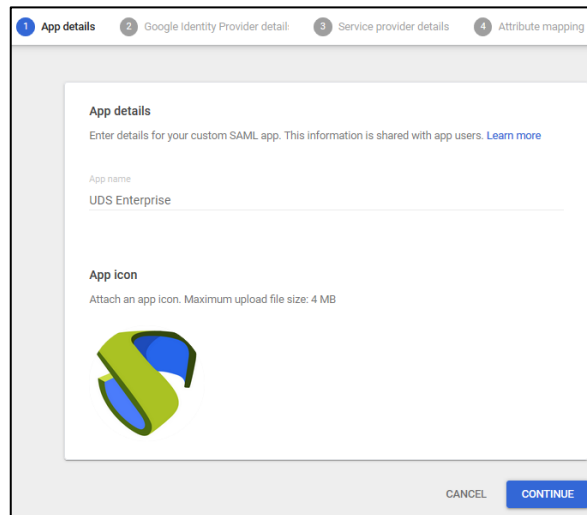 1 App details 2 Google Identity Provider detail 3 Service provider details 4 Attribute mapping
App details
Enter details for your custom SAML app. This information is shared with app users. Learn more
App name
UDS Enterprise
App icon
Attach an app icon. Maximum upload file size: 4 MB
CANCEL CONTINUE